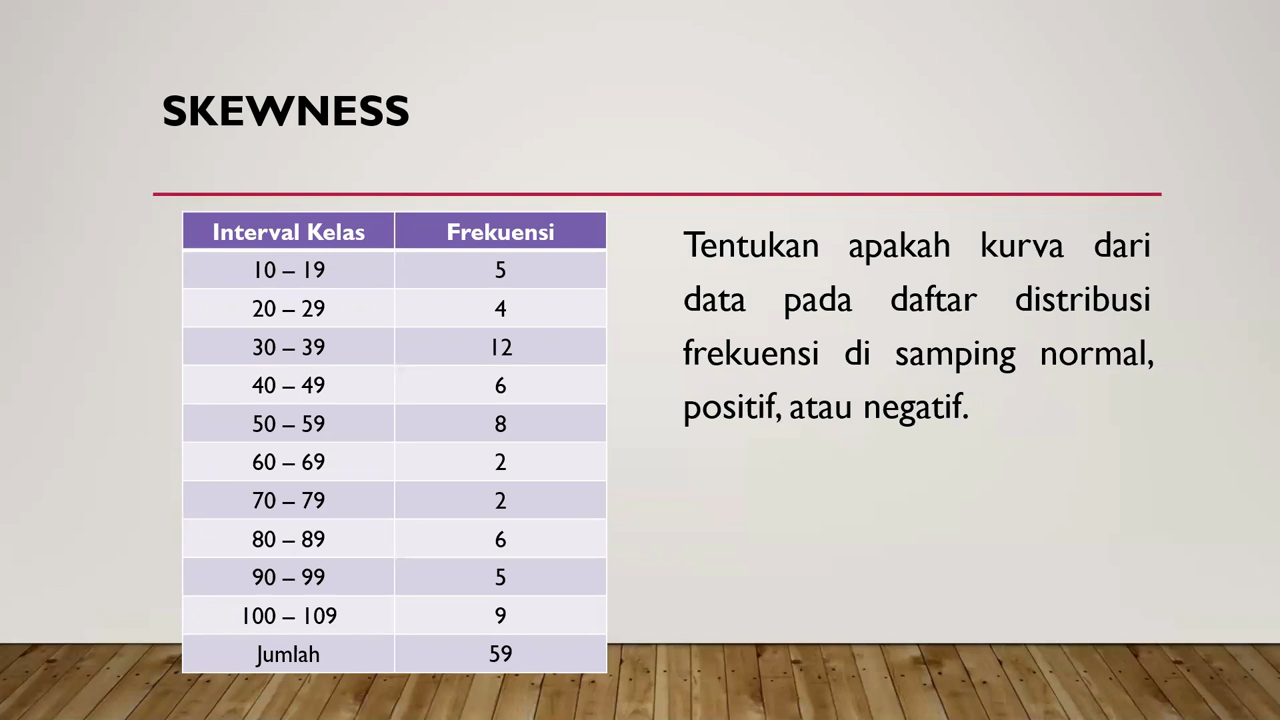 SKEWNESS
Interval Kelas Frekuensi
10 – 19 5
20 – 29 4
30 – 39 12
40 – 49 6
50 – 59 8
60 – 69 2
70 – 79 2
80 – 89 6
90 – 99 5
100 – 109 9
Jumlah 59
Tentukan apakah kurva dari
data pada daftar distribusi
frekuensi di samping normal,
positif, atau negatif.